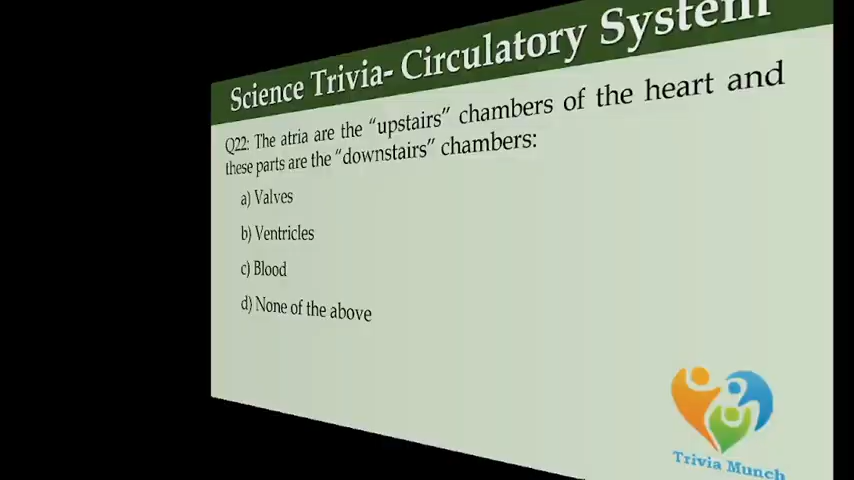 Science Trivia- Circulatory System
Q22: The atria are the “upstairs” chambers of the heart and
these parts are the “downstairs” chambers:
a) Valves
b) Ventricles
c) Blood
d) None of the above
Trivia Munch